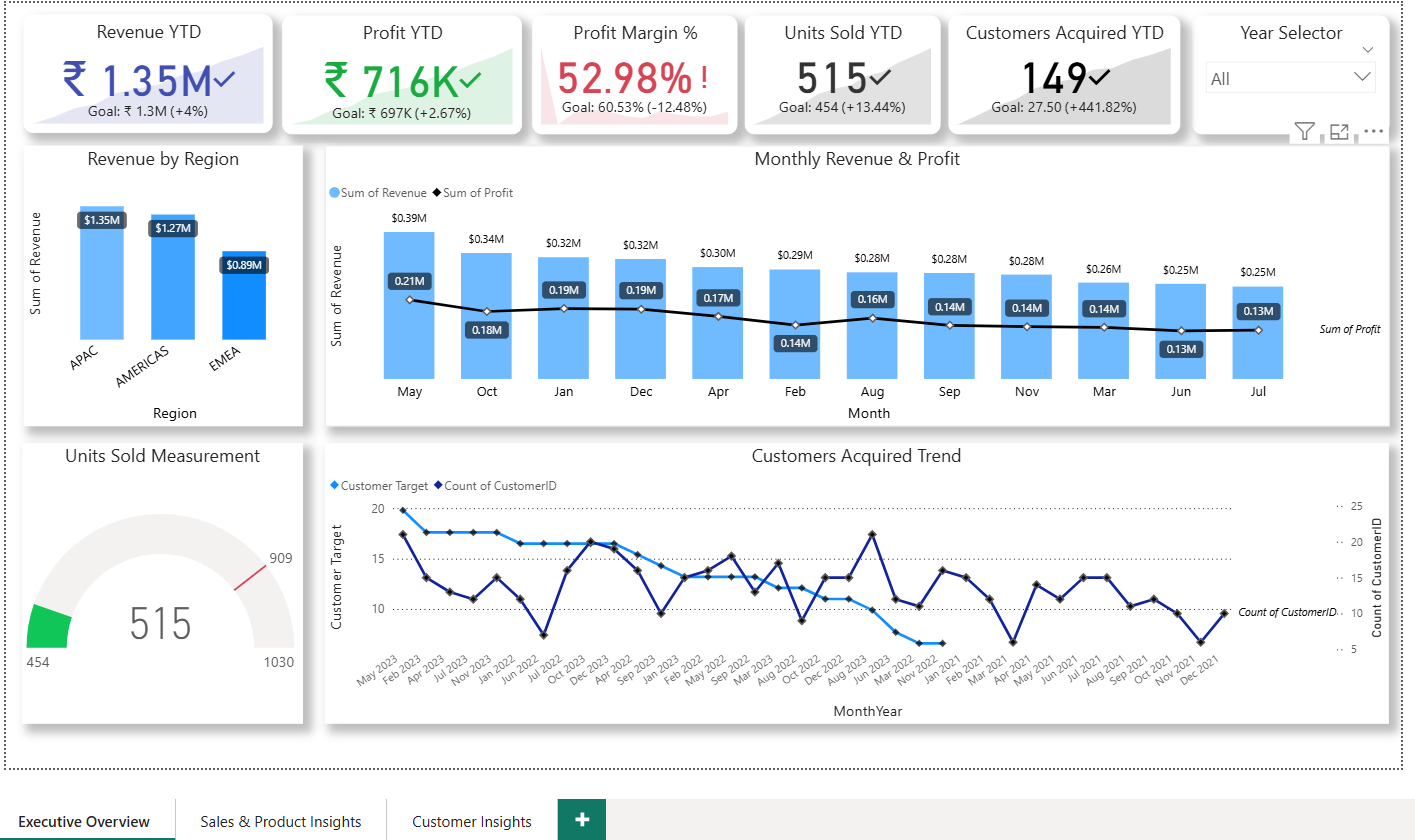 Revenue YTD
₹ 1.35M
Goal: ₹ 1.3M (+4%)
Profit YTD
₹ 716K
Goal: ₹ 697K (+2.67%)
Profit Margin %
52.98% !
Goal: 60.53% (-12.48%)
Units Sold YTD
515
Goal: 454 (+13.44%)
Customers Acquired YTD
149
Goal: 27.50 (+441.82%)
Year Selector
All
Revenue by Region
Sum of Revenue
$1.35M
$1.27M
$0.89M
APAC
AMERICAS
EMEA
Region
Monthly Revenue & Profit
Sum of Revenue Sum of Profit
Sum of Revenue
$0.39M $0.34M $0.32M $0.32M $0.30M $0.29M $0.28M $0.28M $0.28M $0.26M $0.25M $0.25M
0.21M 0.18M 0.19M 0.19M 0.17M 0.14M 0.16M 0.14M 0.14M 0.14M 0.13M 0.13M
Sum of Profit
May Oct Jan Dec Apr Feb Aug Sep Nov Mar Jun Jul
Month
Units Sold Measurement
909
515
454
1030
Customers Acquired Trend
Customer Target Count of CustomerID
Customer Target
20
15
10
25
20
15
10
5
Count of CustomerID
Count of CustomerID
May 2023
Feb 2023
Apr 2023
Jul 2023
Nov 2023
Jan 2022
Jun 2022
Jul 2022
Oct 2023
Dec 2023
Apr 2022
Sep 2023
Jan 2023
Feb 2022
May 2022
Sep 2022
Mar 2023
Aug 2022
Oct 2022
Dec 2022
Aug 2023
Jun 2023
Mar 2022
Nov 2022
Jan 2021
Feb 2021
Mar 2021
Apr 2021
May 2021
Jun 2021
Jul 2021
Aug 2021
Sep 2021
Oct 2021
Nov 2021
Dec 2021
MonthYear
Executive Overview
Sales & Product Insights
Customer Insights